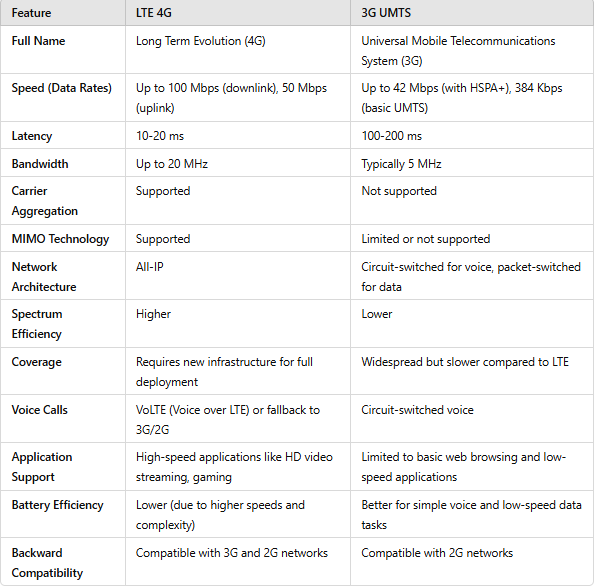 Feature LTE 4G 3G UMTS
Full Name Long Term Evolution (4G) Universal Mobile Telecommunications
System (3G)
Speed (Data Rates) Up to 100 Mbps (downlink), 50 Mbps Up to 42 Mbps (with HSPA+), 384 Kbps
(uplink) (basic UMTS)
Latency 10-20 ms 100-200 ms
Bandwidth Up to 20 MHz Typically 5 MHz
Carrier Supported Not supported
Aggregation
MIMO Technology Supported Limited or not supported
Network All-IP Circuit-switched for voice, packet-switched
Architecture for data
Spectrum Higher Lower
Efficiency
Coverage Requires new infrastructure for full Widespread but slower compared to LTE
deployment
Voice Calls VoLTE (Voice over LTE) or fallback to Circuit-switched voice
3G/2G
Application High-speed applications like HD video Limited to basic web browsing and low-
Support streaming, gaming speed applications
Battery Efficiency Lower (due to higher speeds and Better for simple voice and low-speed data
complexity) tasks
Backward Compatible with 3G and 2G networks Compatible with 2G networks
Compatibility